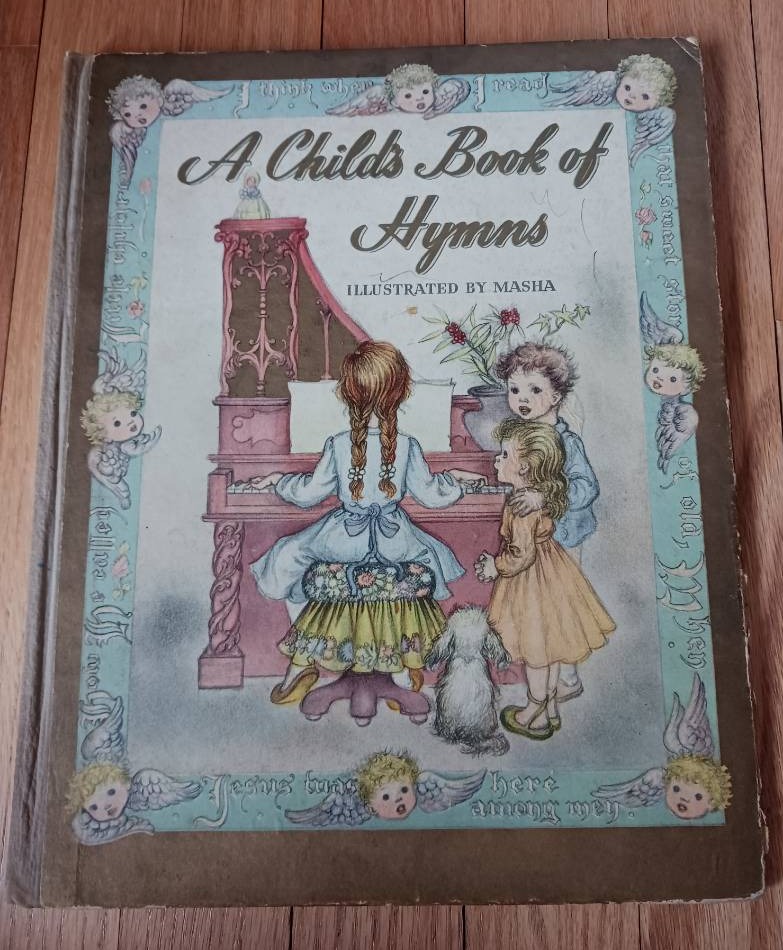 A Child's Book of
Hymns
ILLUSTRATED BY MASHA
I think when I read
that sweet story
of old, When
Jesus was here
among men.
How He called
little children